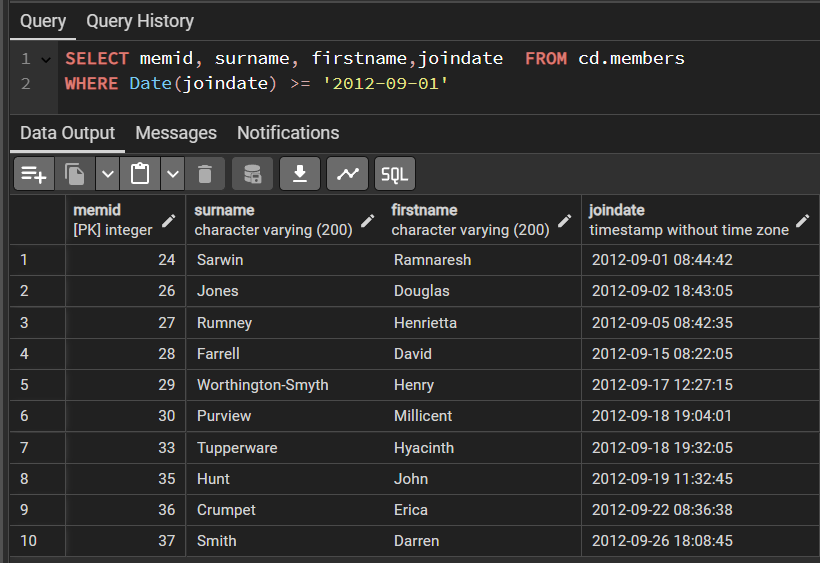 Query Query History
1 SELECT memid, surname, firstname,joindate  FROM cd.members
2 WHERE Date(joindate) >= '2012-09-01'
Data Output Messages Notifications
SQL
memid surname firstname joindate
[PK] integer character varying (200) character varying (200) timestamp without time zone
1 24 Sarwin Ramnaresh 2012-09-01 08:44:42
2 26 Jones Douglas 2012-09-02 18:43:05
3 27 Rumney Henrietta 2012-09-05 08:42:35
4 28 Farrell David 2012-09-15 08:22:05
5 29 Worthington-Smyth Henry 2012-09-17 12:27:15
6 30 Purview Millicent 2012-09-18 19:04:01
7 33 Tupperware Hyacinth 2012-09-18 19:32:05
8 35 Hunt John 2012-09-19 11:32:45
9 36 Crumpet Erica 2012-09-22 08:36:38
10 37 Smith Darren 2012-09-26 18:08:45